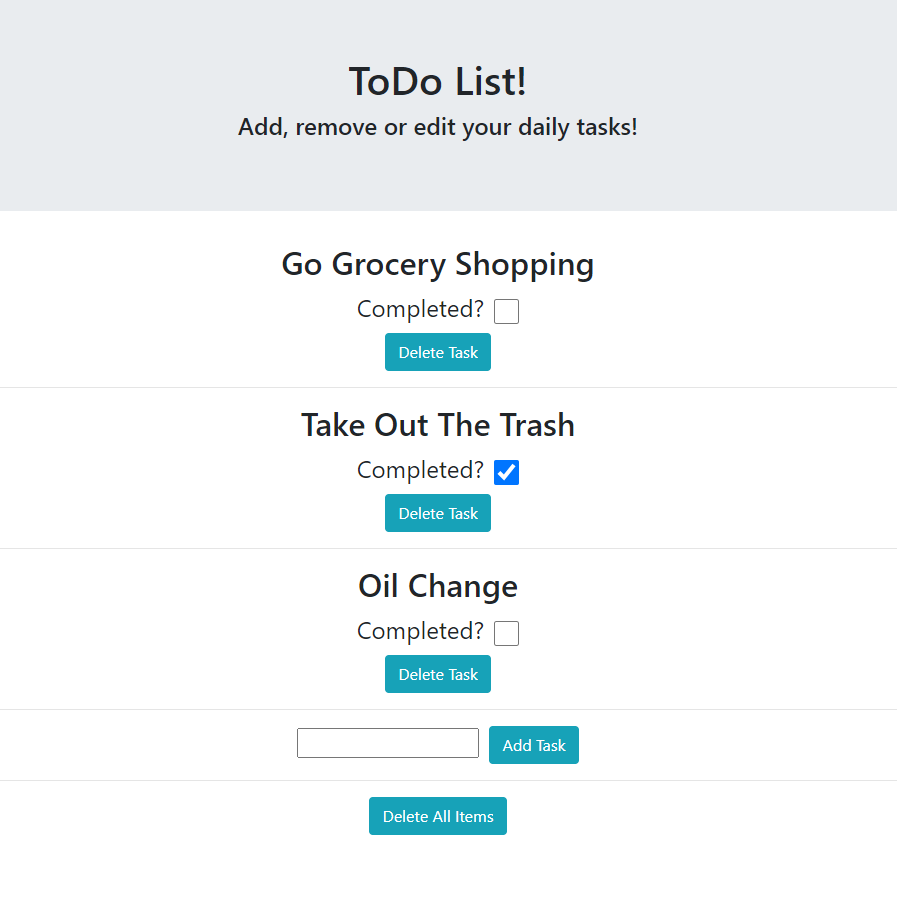 ToDo List!
Add, remove or edit your daily tasks!
Go Grocery Shopping
Completed?
Delete Task
Take Out The Trash
Completed?
Delete Task
Oil Change
Completed?
Delete Task
Add Task
Delete All Items